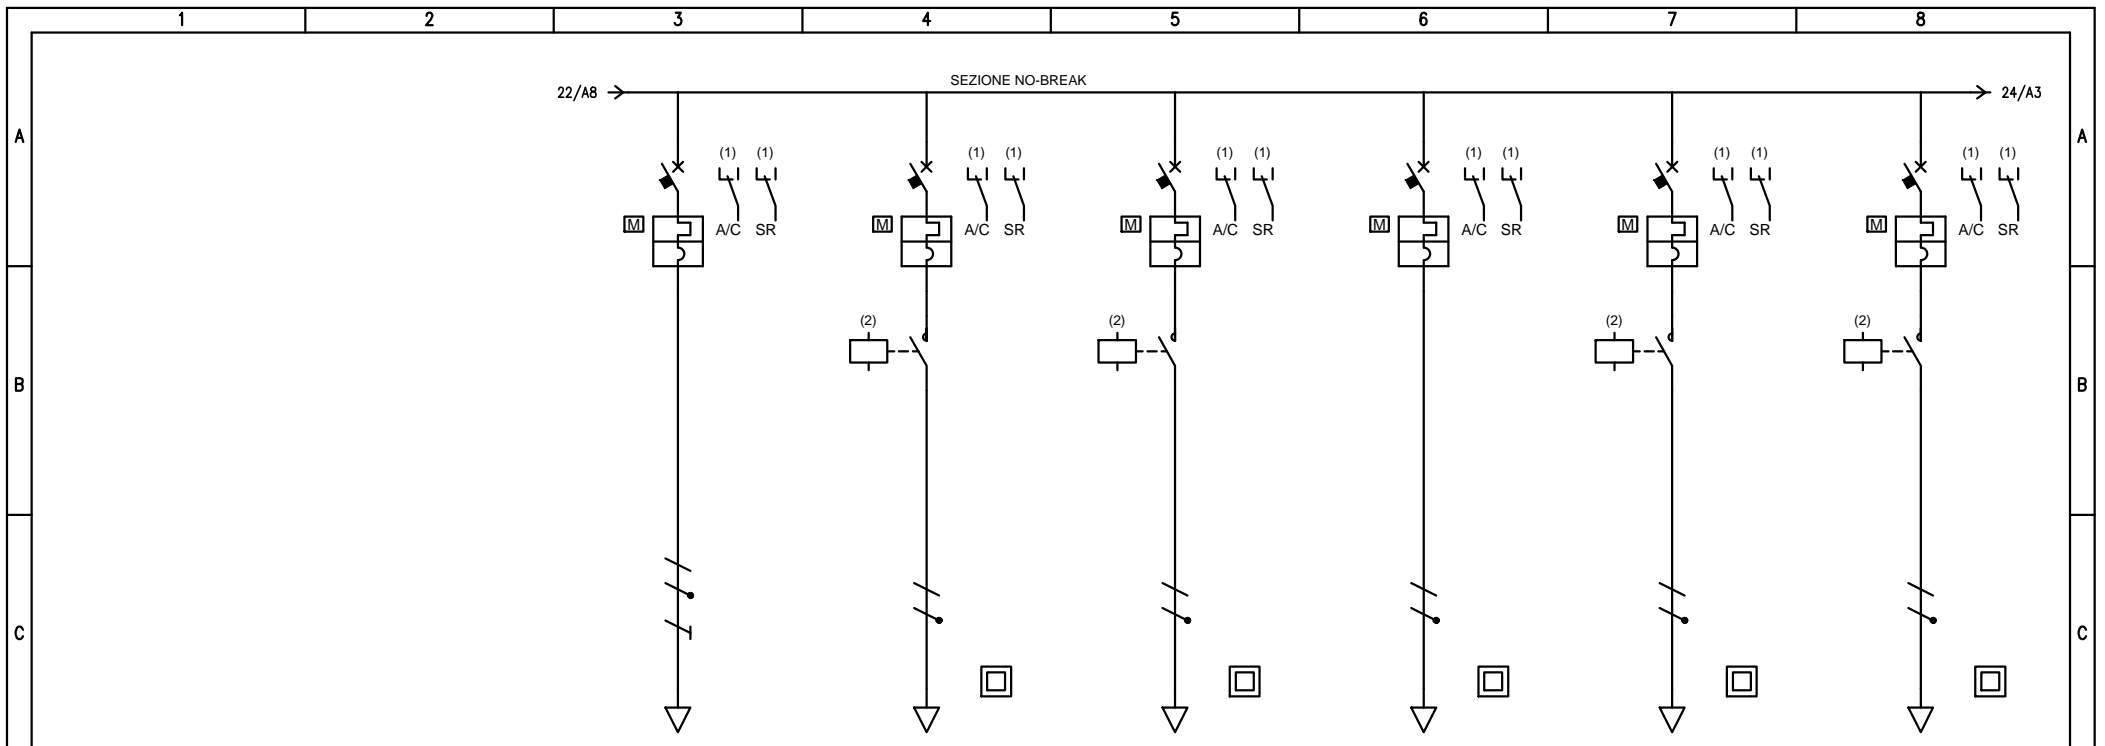 1 2 3 4 5 6 7 8
SEZIONE NO-BREAK
22/A8 24/A3
A A
(1) (1) (1) (1) (1) (1) (1) (1) (1) (1) (1) (1)
M A/C SR M A/C SR M A/C SR M A/C SR M A/C SR M A/C SR
(2) (2) (2) (2)
B B
C C